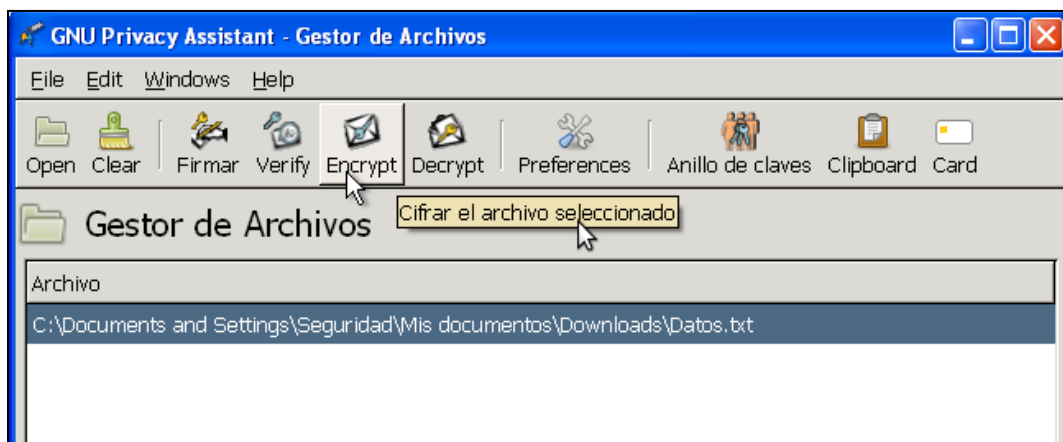 GNU Privacy Assistant - Gestor de Archivos
File Edit Windows Help
Open Clear Firmar Verify Encrypt Decrypt Preferences Anillo de claves Clipboard Card
Cifrar el archivo seleccionado
Gestor de Archivos
Archivo
C:\Documents and Settings\Seguridad\Mis documentos\Downloads\Datos.txt